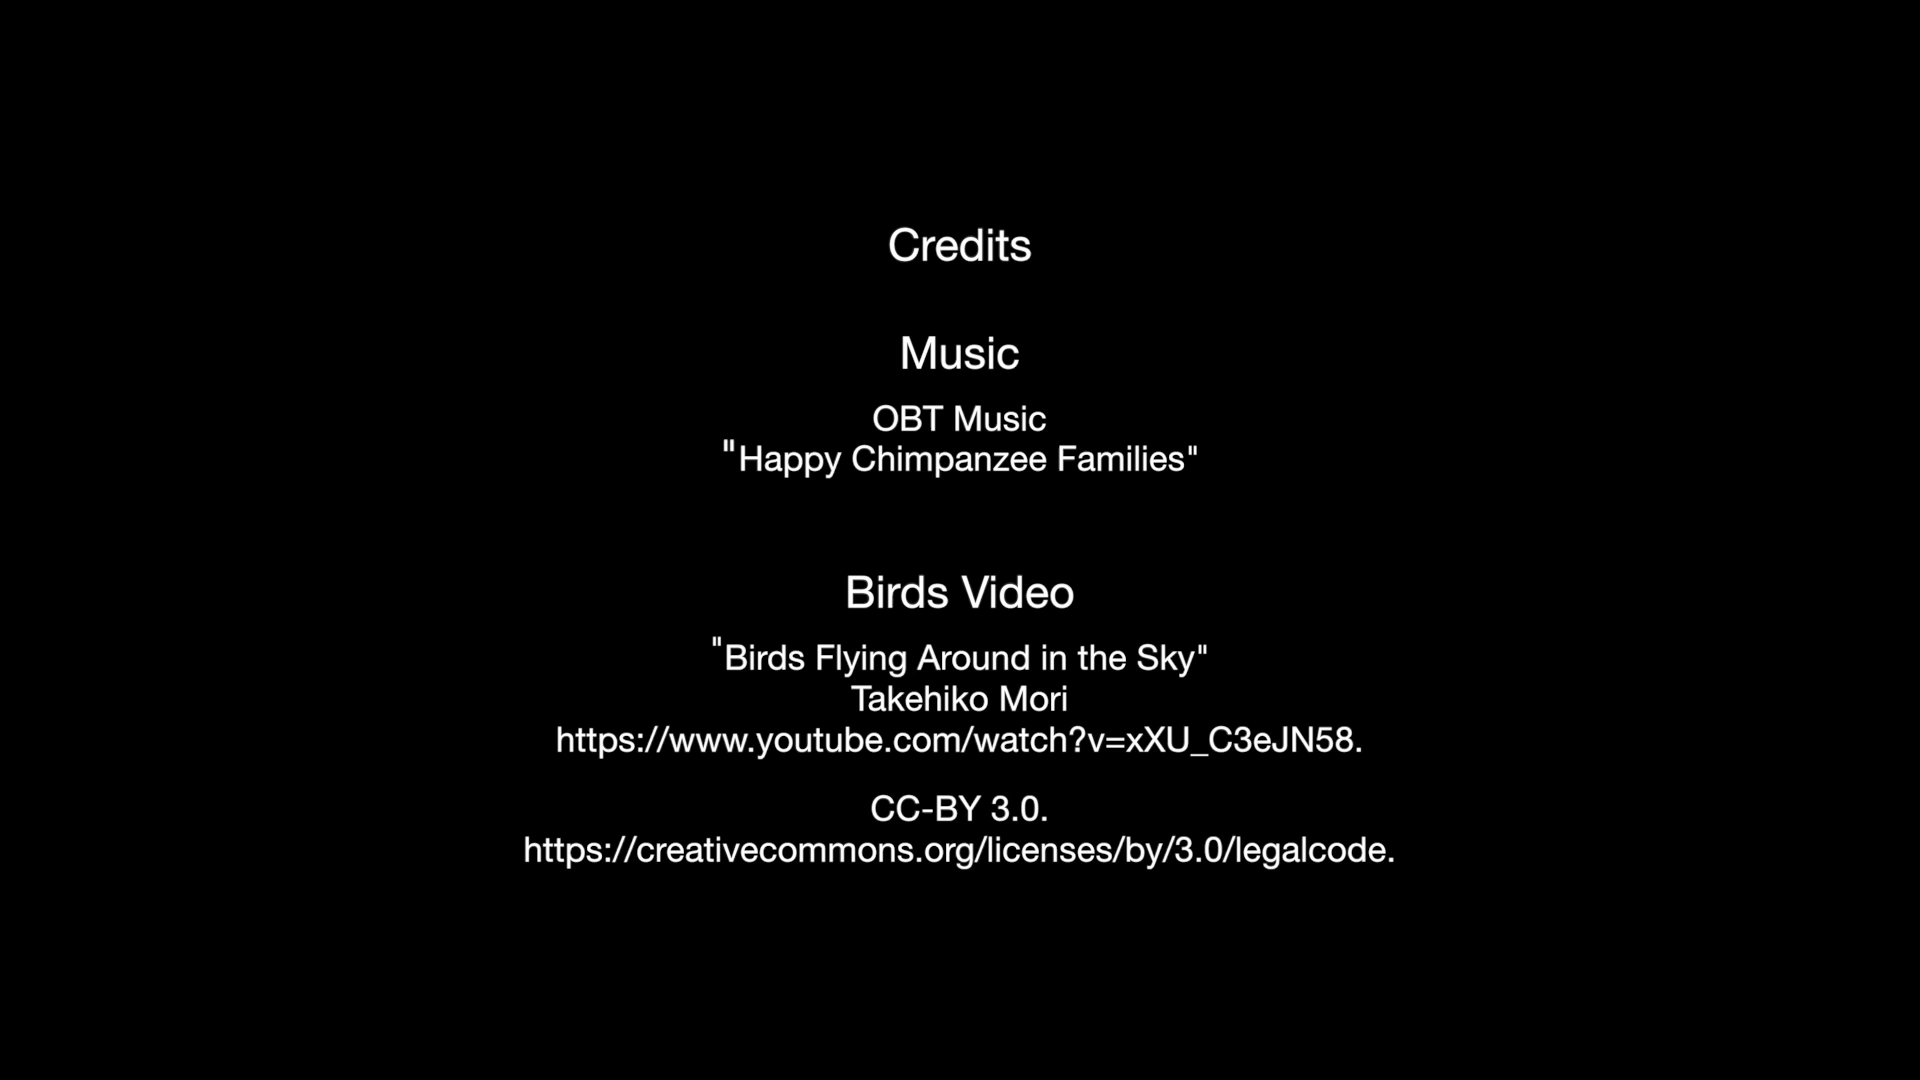 Credits
Music
OBT Music
"Happy Chimpanzee Families"
Birds Video
"Birds Flying Around in the Sky"
Takehiko Mori
https://www.youtube.com/watch?v=xXU_C3eJN58.
CC-BY 3.0.
https://creativecommons.org/licenses/by/3.0/legalcode.